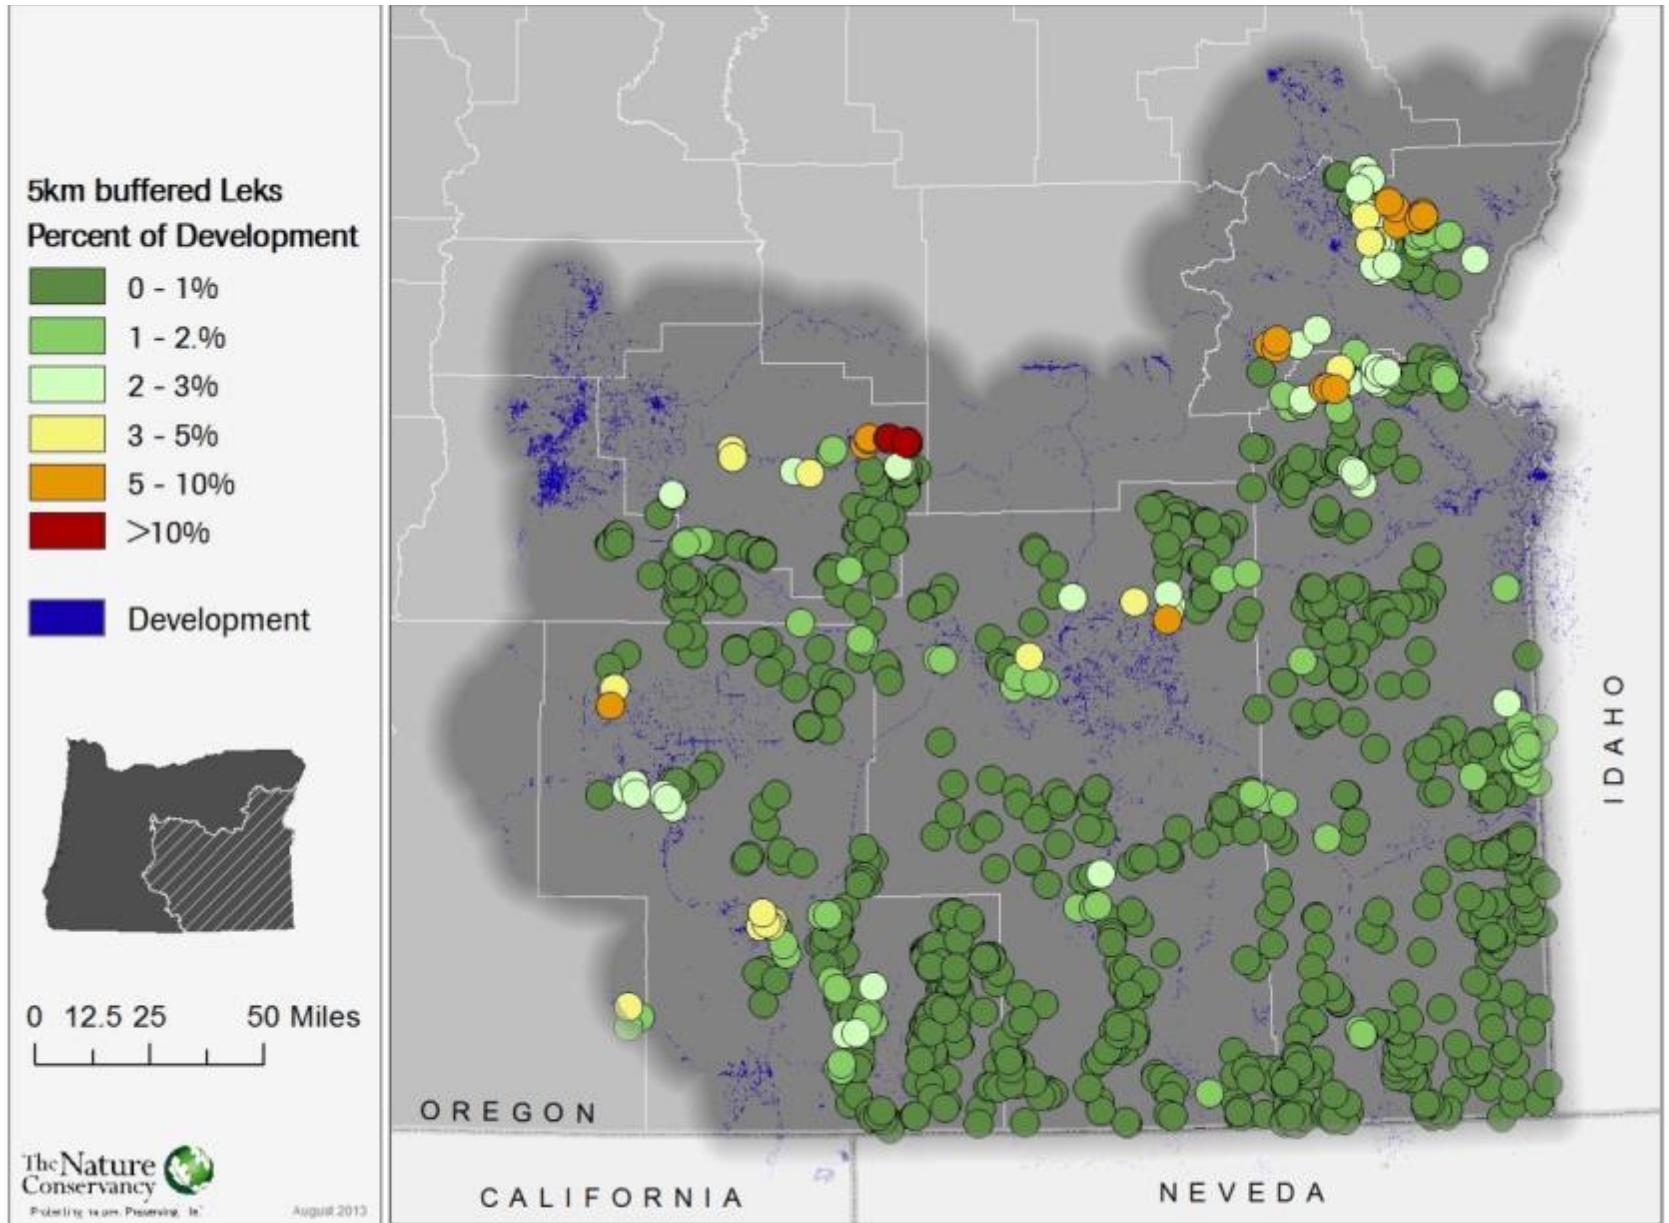 5km buffered Leks
Percent of Development
0 - 1%
1 - 2.%
2 - 3%
3 - 5%
5 - 10%
>10%
Development
0 12.5 25 50 Miles
The Nature
Conservancy
August 2013
OREGON
CALIFORNIA
NEVEDA
IDAHO